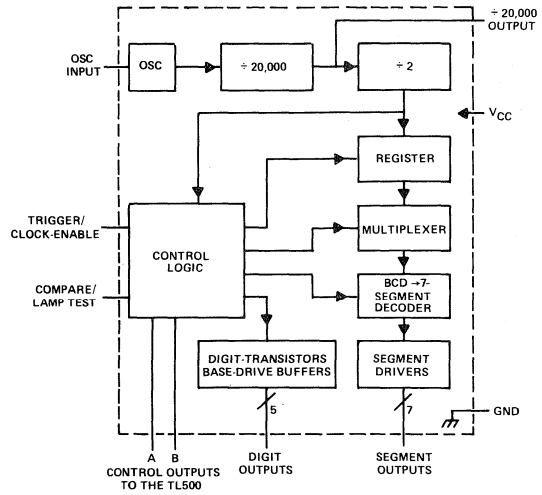 ÷ 20,000
OUTPUT
OSC
INPUT
OSC
÷ 20,000
÷ 2
VCC
REGISTER
TRIGGER/
CLOCK-ENABLE
CONTROL
LOGIC
MULTIPLEXER
COMPARE/
LAMP TEST
BCD →7-
SEGMENT
DECODER
DIGIT-TRANSISTORS
BASE-DRIVE BUFFERS
SEGMENT
DRIVERS
5
7
GND
A B
CONTROL OUTPUTS
TO THE TL500
DIGIT
OUTPUTS
SEGMENT
OUTPUTS